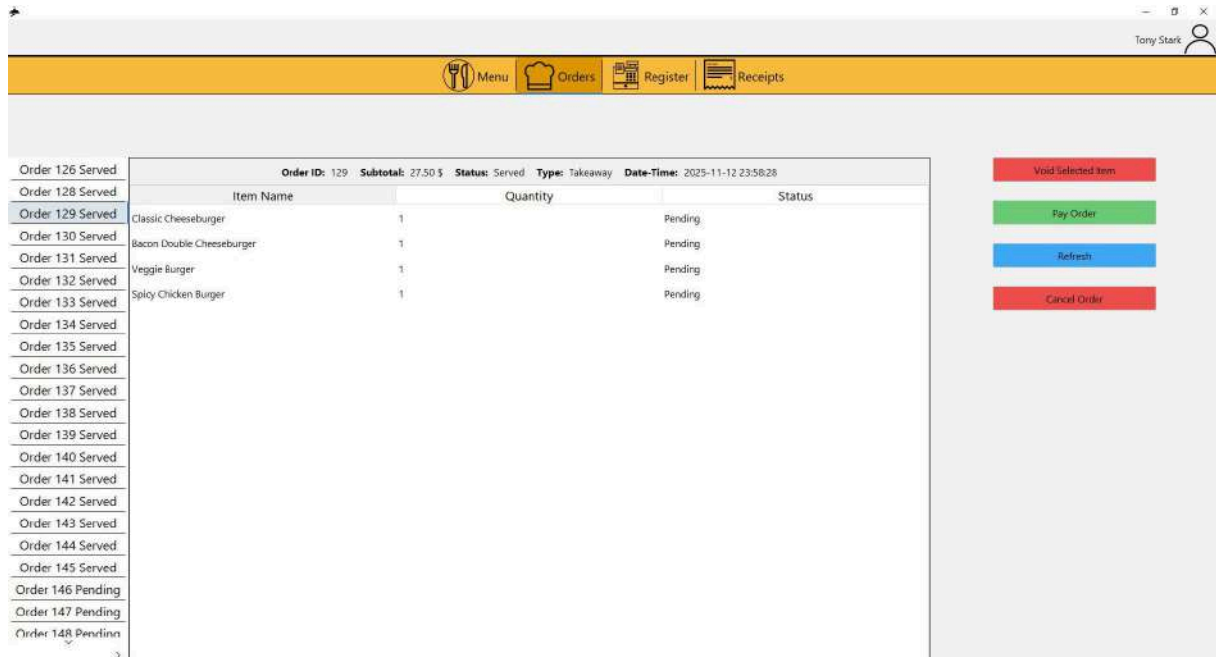 Tony Stark
Menu Orders Register Receipts
Order 126 Served
Order 128 Served
Order 129 Served
Order 130 Served
Order 131 Served
Order 132 Served
Order 133 Served
Order 134 Served
Order 135 Served
Order 136 Served
Order 137 Served
Order 138 Served
Order 139 Served
Order 140 Served
Order 141 Served
Order 142 Served
Order 143 Served
Order 144 Served
Order 145 Served
Order 146 Pending
Order 147 Pending
Order 148 Pending
Order ID: 129 Subtotal: 27.50 $ Status: Served Type: Takeaway Date-Time: 2025-11-12 23:58:28
Item Name Quantity Status
Classic Cheeseburger 1 Pending
Bacon Double Cheeseburger 1 Pending
Veggie Burger 1 Pending
Spicy Chicken Burger 1 Pending
Void Selected Item
Pay Order
Refresh
Cancel Order